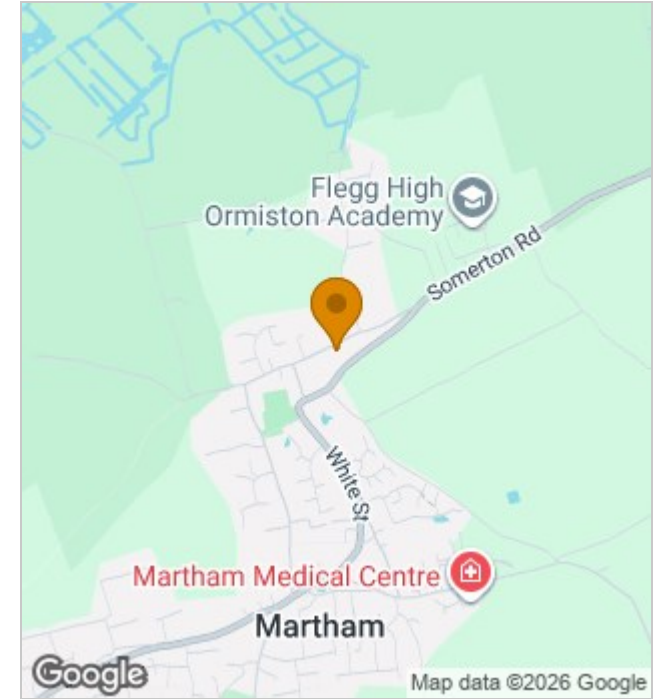 Flegg High
Ormiston Academy
Somerton Rd
White St
Martham Medical Centre
Martham
Google
Map data ©2026 Google